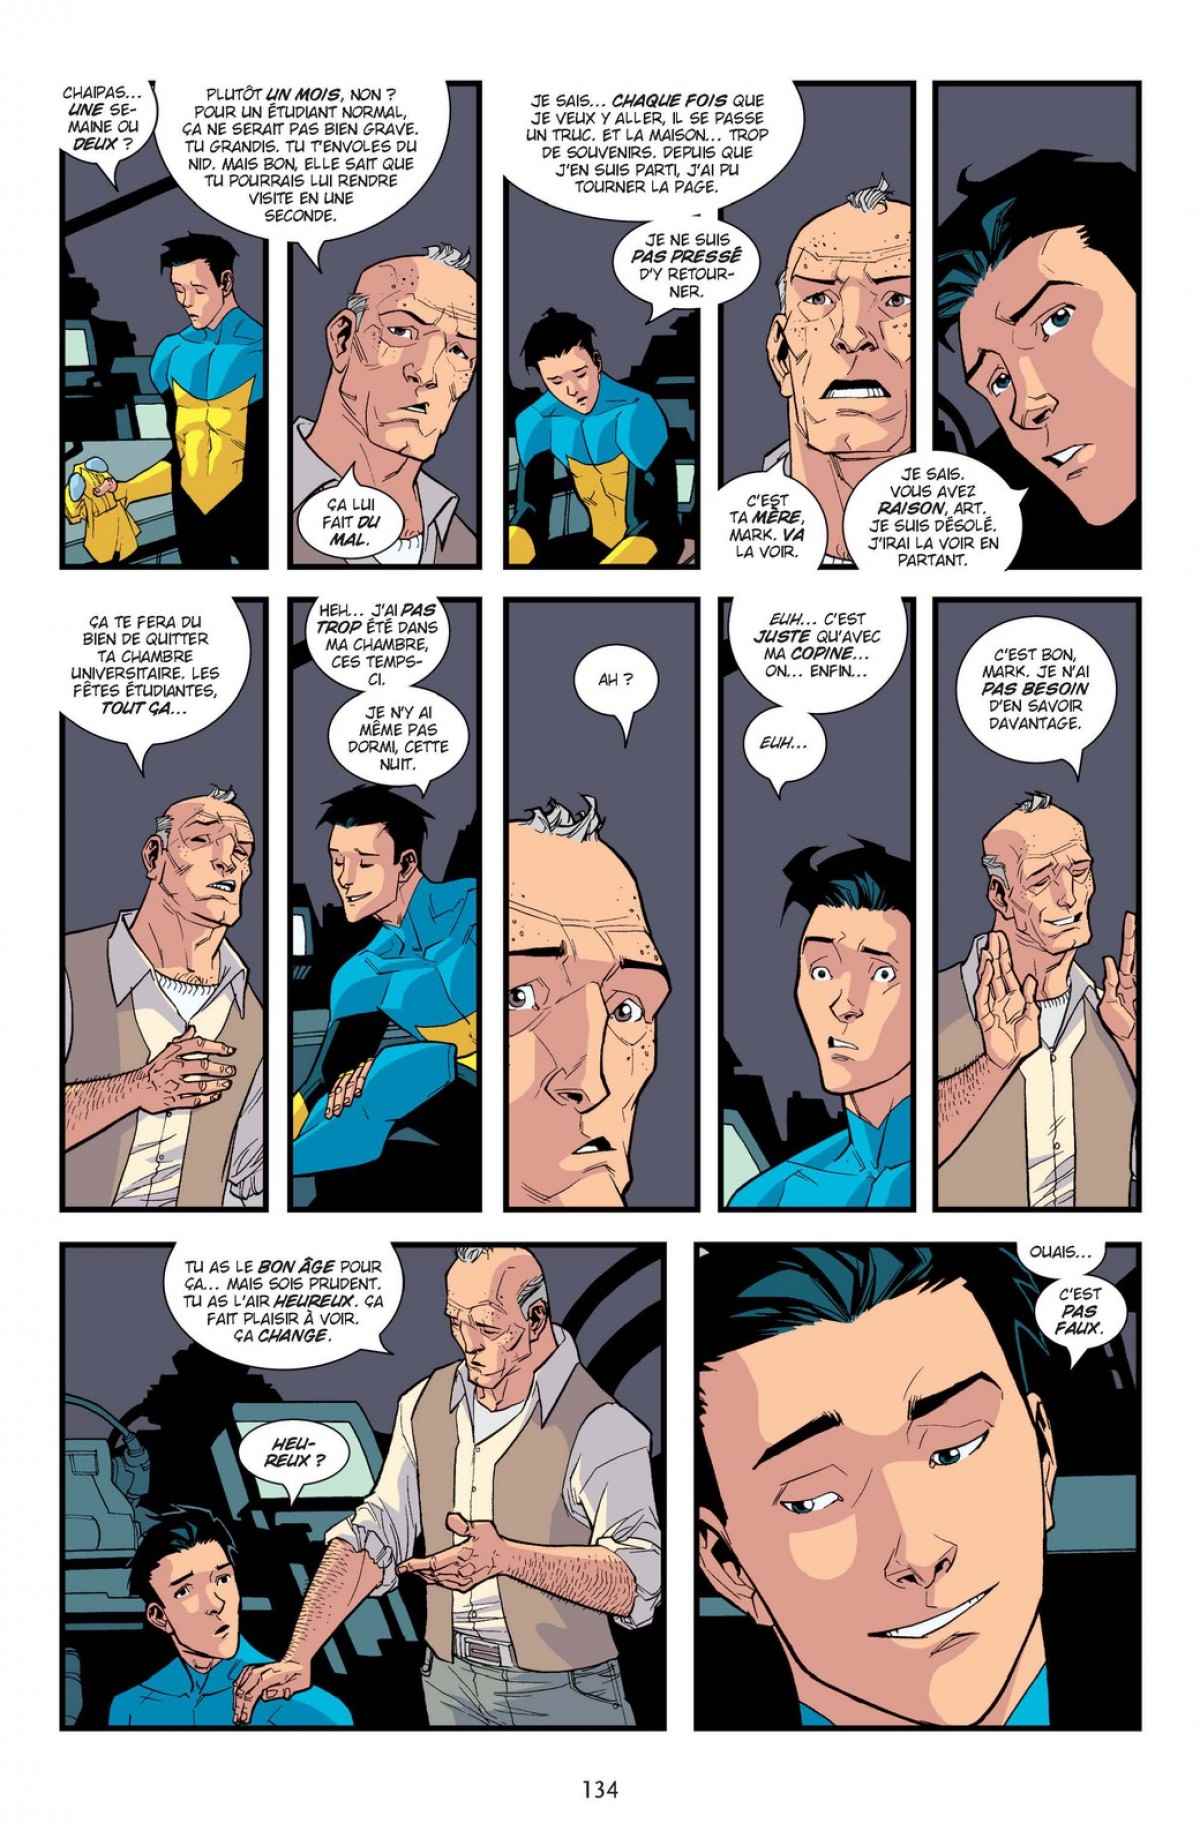 CHAIPAS...
UNE SE-
MAINE OU
DEUX ?
PLUTÔT UN MOIS, NON ?
POUR UN ÉTUDIANT NORMAL,
ÇA NE SERAIT PAS BIEN GRAVE.
TU GRANDIS. TU T'ENVOLES DU
NID. MAIS BON, ELLE SAIT QUE
TU POURRAIS LUI RENDRE
VISITE EN UNE
SECONDE.
ÇA LUI
FAIT DU
MAL.
JE SAIS... CHAQUE FOIS QUE
JE VEUX Y ALLER, IL SE PASSE
UN TRUC. ET LA MAISON... TROP
DE SOUVENIRS. DEPUIS QUE
J'EN SUIS PARTI, J'AI PU
TOURNER LA PAGE.
JE NE SUIS
PAS PRESSÉ
D'Y RETOUR-
NER.
C'EST
TA MÈRE,
MARK. VA
LA VOIR.
JE SAIS.
VOUS AVEZ
RAISON, ART.
JE SUIS DÉSOLÉ.
J'IRAI LA VOIR EN
PARTANT.
ÇA TE FERA DU
BIEN DE QUITTER
TA CHAMBRE
UNIVERSITAIRE. LES
FÊTES ÉTUDIANTES,
TOUT ÇA...
HEH... J'AI PAS
TROP ÉTÉ DANS
MA CHAMBRE,
CES TEMPS-
CI.
JE N'Y AI
MÊME PAS
DORMI, CETTE
NUIT.
AH ?
EUH... C'EST
JUSTE QU'AVEC
MA COPINE...
ON... ENFIN...
EUH...
C'EST BON,
MARK. JE N'AI
PAS BESOIN
D'EN SAVOIR
DAVANTAGE.
TU AS LE BON ÂGE POUR
ÇA... MAIS SOIS PRUDENT.
TU AS L'AIR HEUREUX. ÇA
FAIT PLAISIR À VOIR.
ÇA CHANGE.
HEU-
REUX ?
OUAIS...
C'EST
PAS
FAUX.
134